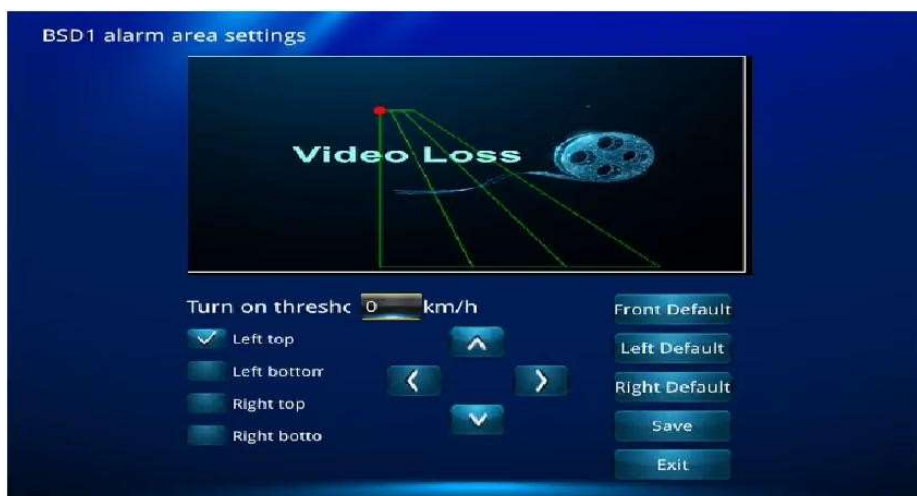 BSD1 alarm area settings
Video Loss
Turn on threshc 0 km/h
Left top
Left bottom
Right top
Right botto
Front Default
Left Default
Right Default
Save
Exit